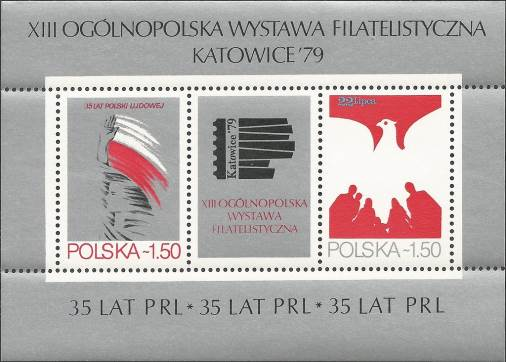 XIII OGÓLNOPOLSKA WYSTAWA FILATELISTYCZNA
KATOWICE '79
35 LAT POLSKI LUDOWEJ
POLSKA-1.50
Katowice '79
XIII OGÓLNOPOLSKA
WYSTAWA
FILATELISTYCZNA
22 Lipca
POLSKA-1.50
35 LAT PRL * 35 LAT PRL * 35 LAT PRL